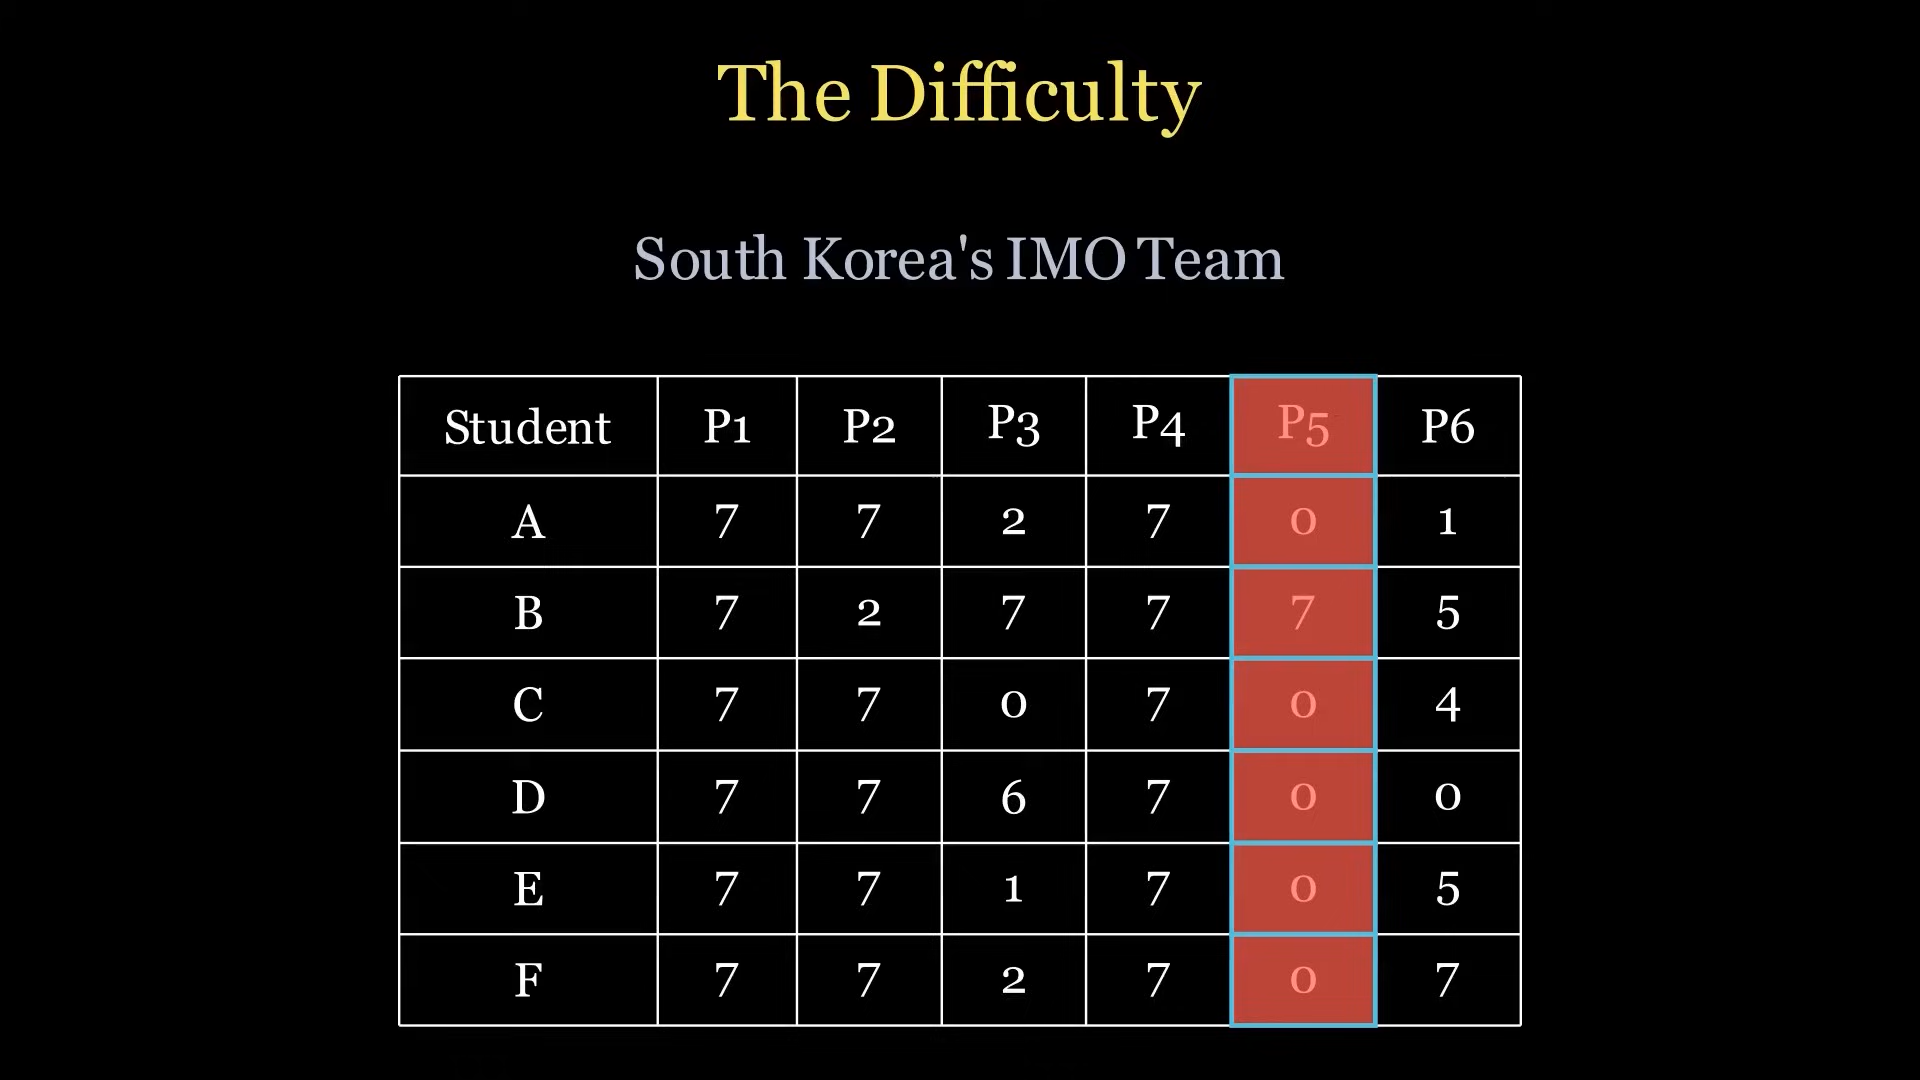 The Difficulty
South Korea's IMO Team
Student P1 P2 P3 P4 P5 P6
A 7 7 2 7 0 1
B 7 2 7 7 7 5
C 7 7 0 7 0 4
D 7 7 6 7 0 0
E 7 7 1 7 0 5
F 7 7 2 7 0 7